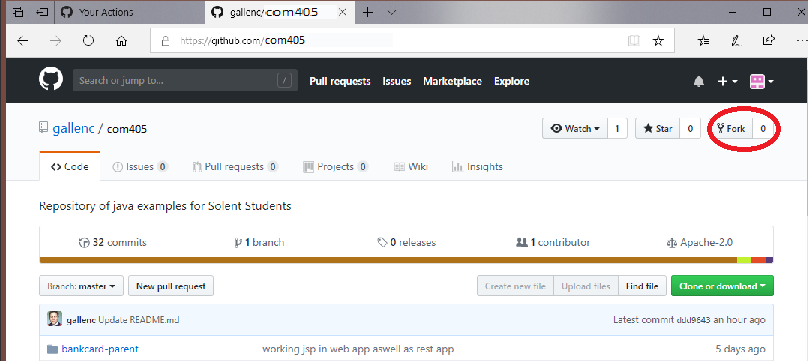 Your Actions gallenc/com405
https://github.com/com405
Search or jump to... / Pull requests Issues Marketplace Explore
gallenc / com405 Watch 1 Star 0 Fork 0
Code Issues 0 Pull requests 0 Projects 0 Wiki Insights
Repository of java examples for Solent Students
32 commits 1 branch 0 releases 1 contributor Apache-2.0
Branch: master New pull request Create new file Upload files Find file Clone or download
gallenc Update README.md Latest commit ddd9643 an hour ago
bankcard-parent working jsp in web app aswell as rest app 5 days ago